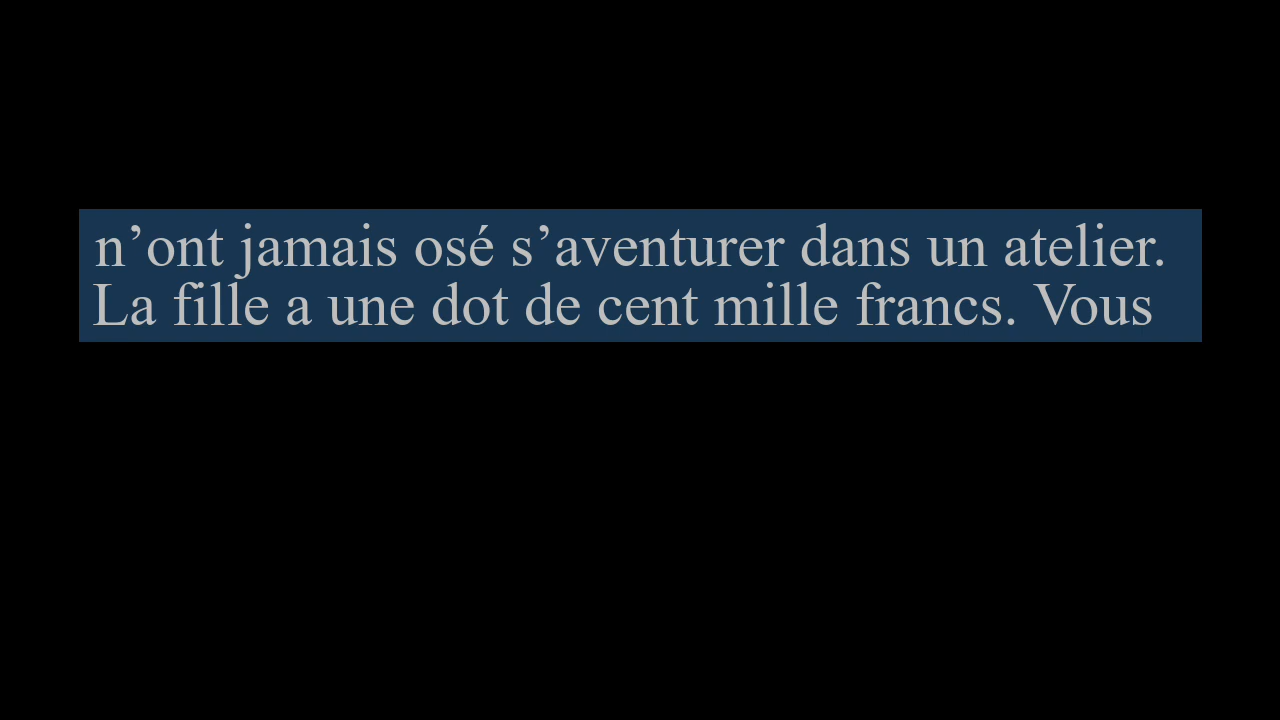 n’ont jamais osé s’aventurer dans un atelier.
La fille a une dot de cent mille francs. Vous